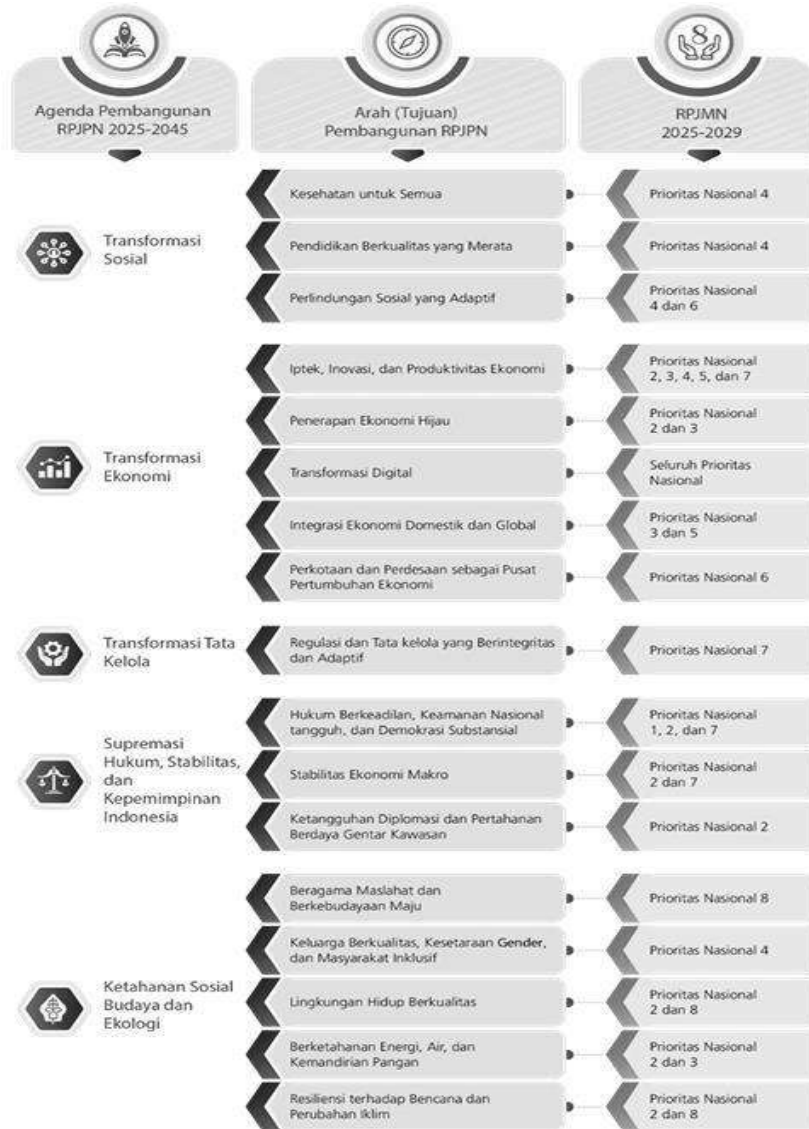 8
Agenda Pembangunan
RPJPN 2025-2045
Arah (Tujuan)
Pembangunan RPJPN
RPJMN
2025-2029
Transformasi
Sosial
Kesehatan untuk Semua
Prioritas Nasional 4
Pendidikan Berkualitas yang Merata
Prioritas Nasional 4
Perlindungan Sosial yang Adaptif
Prioritas Nasional
4 dan 6
Transformasi
Ekonomi
Iptek, Inovasi, dan Produktivitas Ekonomi
Prioritas Nasional
2, 3, 4, 5, dan 7
Penerapan Ekonomi Hijau
Prioritas Nasional
2 dan 3
Transformasi Digital
Seluruh Prioritas
Nasional
Integrasi Ekonomi Domestik dan Global
Prioritas Nasional
3 dan 5
Perkotaan dan Perdesaan sebagai Pusat
Pertumbuhan Ekonomi
Prioritas Nasional 6
Transformasi Tata
Kelola
Regulasi dan Tata kelola yang Berintegritas
dan Adaptif
Prioritas Nasional 7
Supremasi
Hukum, Stabilitas,
dan
Kepemimpinan
Indonesia
Hukum Berkeadilan, Keamanan Nasional
tangguh, dan Demokrasi Substansial
Prioritas Nasional
1, 2, dan 7
Stabilitas Ekonomi Makro
Prioritas Nasional
2 dan 7
Ketangguhan Diplomasi dan Pertahanan
Berdaya Gentar Kawasan
Prioritas Nasional 2
Ketahanan Sosial
Budaya dan
Ekologi
Beragama Maslahat dan
Berkebudayaan Maju
Prioritas Nasional 8
Keluarga Berkualitas, Kesetaraan Gender,
dan Masyarakat Inklusif
Prioritas Nasional 4
Lingkungan Hidup Berkualitas
Prioritas Nasional
2 dan 8
Berketahanan Energi, Air, dan
Kemandirian Pangan
Prioritas Nasional
2 dan 3
Resiliensi terhadap Bencana dan
Perubahan Iklim
Prioritas Nasional
2 dan 8